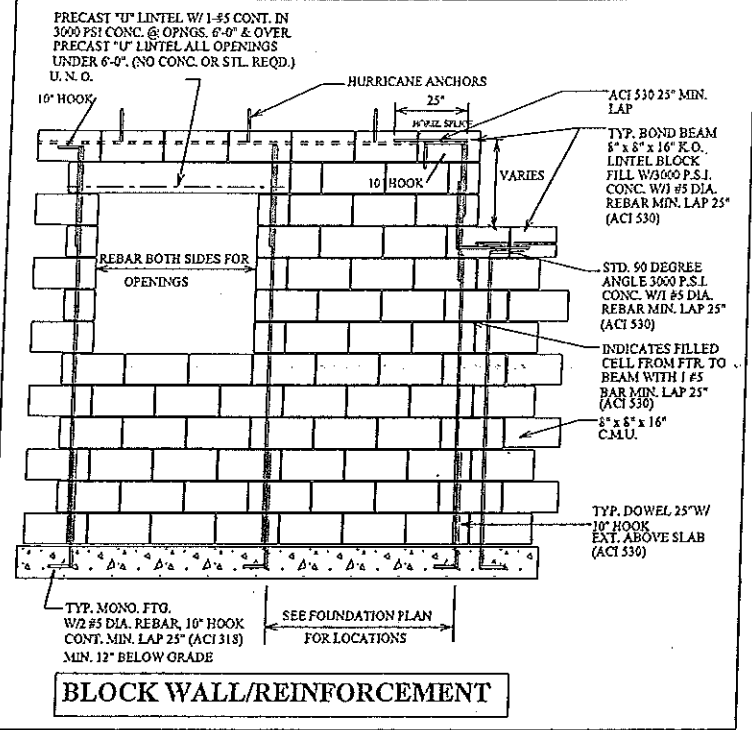 PRECAST "U" LINTEL W/ 1-#5 CONT. IN
3000 PSI CONC. @ OPNGS. 6'-0" & OVER
PRECAST "U" LINTEL ALL OPENINGS
UNDER 6'-0". (NO CONC. OR STL. REQD.)
U. N. O.
10" HOOK
HURRICANE ANCHORS
25"
HORIZ. SPLICE
ACI 530 25" MIN.
LAP
TYP. BOND BEAM
8" x 8" x 16" K.O.
LINTEL BLOCK
FILL W/3000 P.S.I.
CONC. W/1 #5 DIA.
REBAR MIN. LAP 25"
(ACI 530)
10" HOOK
VARIES
REBAR BOTH SIDES FOR
OPENINGS
STD. 90 DEGREE
ANGLE 3000 P.S.I.
CONC. W/1 #5 DIA.
REBAR MIN. LAP 25"
(ACI 530)
INDICATES FILLED
CELL FROM FTR. TO
BEAM WITH 1 #5
BAR MIN. LAP 25"
(ACI 530)
8" x 8" x 16"
C.M.U.
TYP. DOWEL 25"W/
10" HOOK
EXT. ABOVE SLAB
(ACI 530)
TYP. MONO. FTG.
W/2 #5 DIA. REBAR, 10" HOOK
CONT. MIN. LAP 25" (ACI 318)
MIN. 12" BELOW GRADE
SEE FOUNDATION PLAN
FOR LOCATIONS
BLOCK WALL/REINFORCEMENT